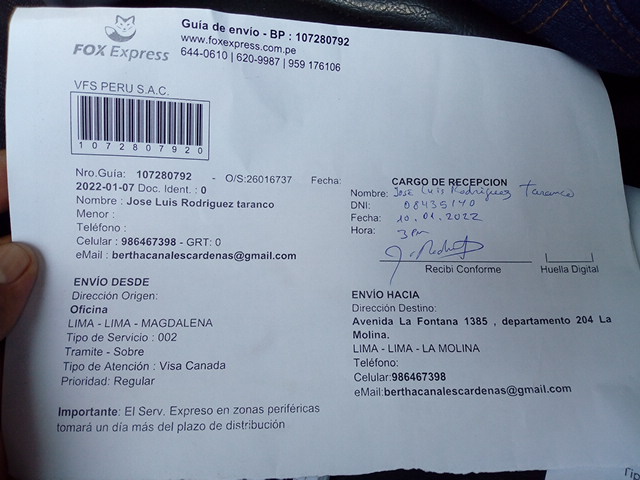 FOX Express
Guía de envío - BP : 107280792
www.foxexpress.com.pe
644-0610 | 620-9987 | 959 176106
VFS PERU S.A.C.
1072807920
Nro.Guía: 107280792 - O/S:26016737 Fecha:
2022-01-07 Doc. Ident. : 0
Nombre : Jose Luis Rodriguez taranco
Menor :
Teléfono :
Celular : 986467398 - GRT: 0
eMail : berthacanalescardenas@gmail.com
CARGO DE RECEPCION
Nombre: Jose Luis Rodriguez Taranco
DNI: 08435140
Fecha: 10.01.2022
Hora: 3 pm
Recibi Conforme Huella Digital
ENVÍO DESDE
Dirección Origen:
Oficina
LIMA - LIMA - MAGDALENA
Tipo de Servicio : 002
Tramite - Sobre
Tipo de Atención : Visa Canada
Prioridad: Regular
ENVÍO HACIA
Dirección Destino:
Avenida La Fontana 1385 , departamento 204 La
Molina.
LIMA - LIMA - LA MOLINA
Teléfono:
Celular:986467398
eMail:berthacanalescardenas@gmail.com
Importante: El Serv. Expreso en zonas periféricas
tomará un día más del plazo de distribución